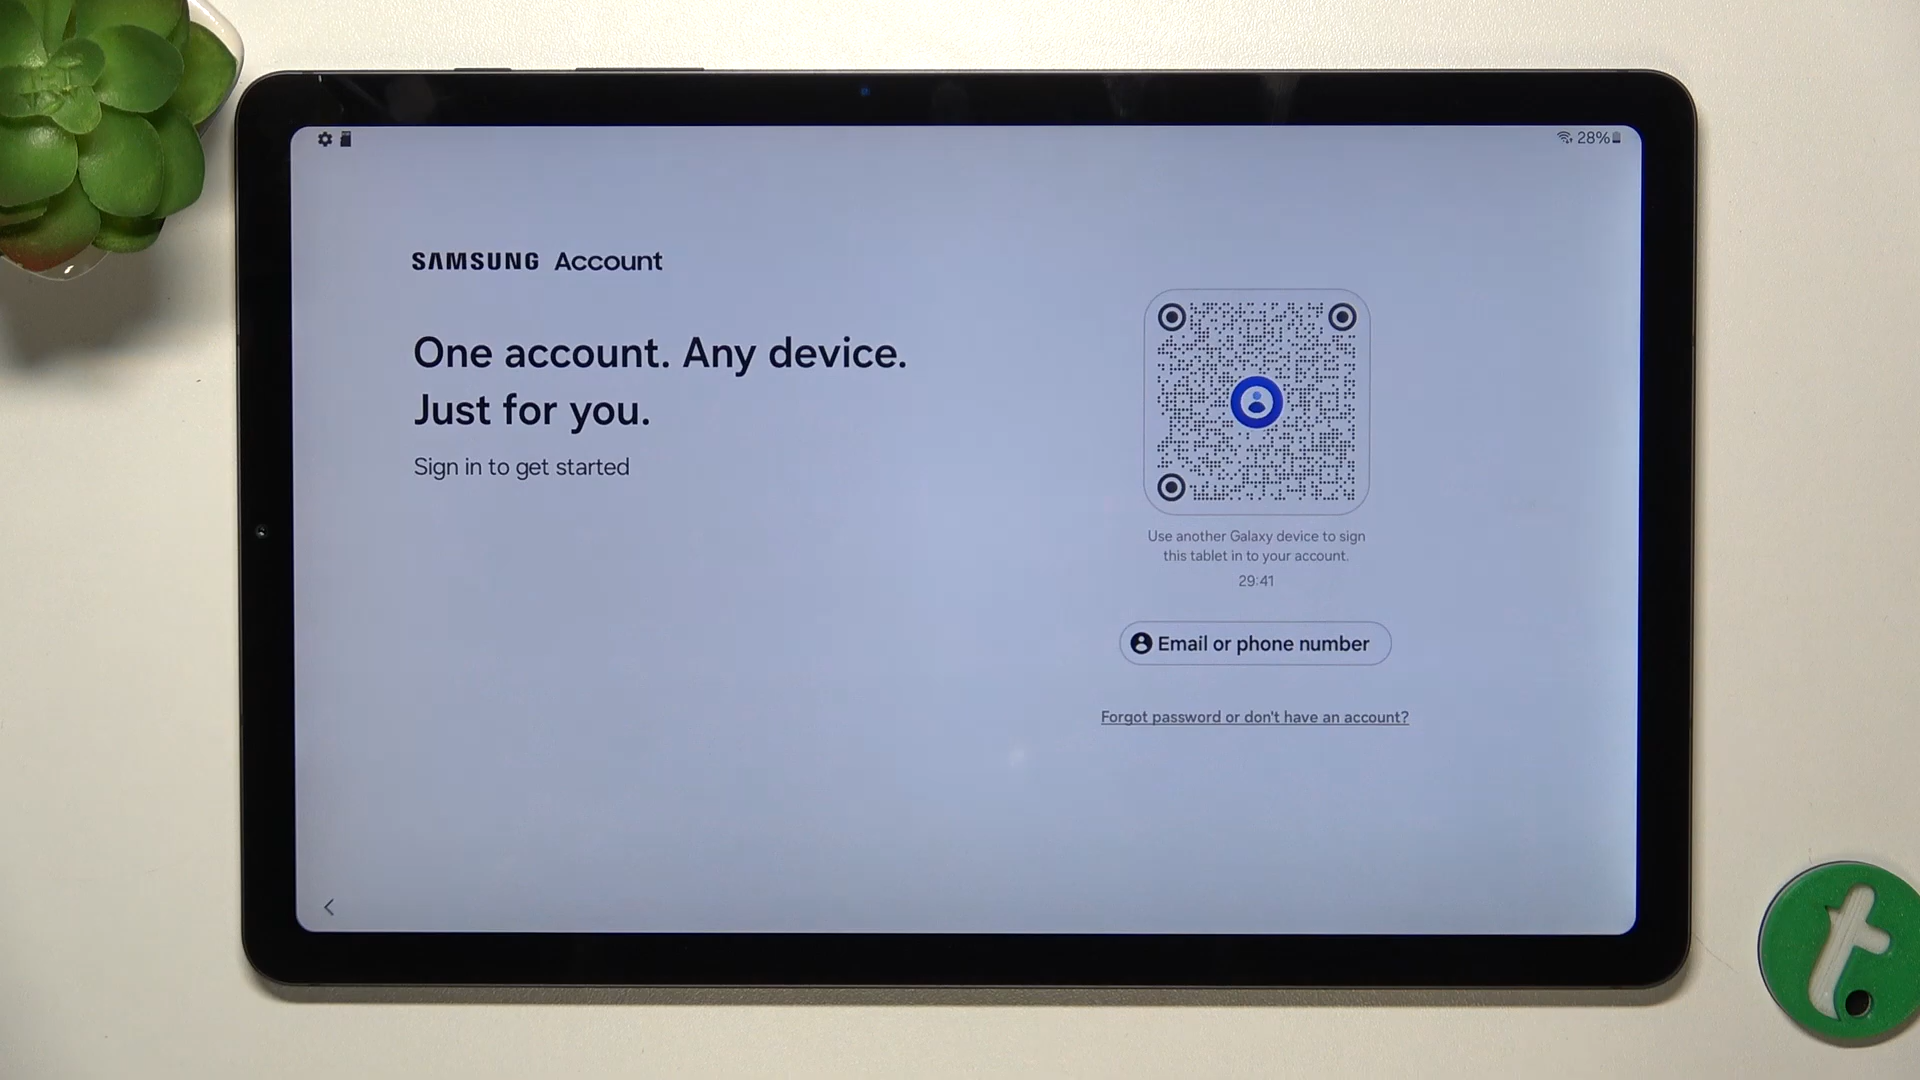 28%
SAMSUNG Account
One account. Any device.
Just for you.
Sign in to get started
Use another Galaxy device to sign
this tablet in to your account.
29:41
Email or phone number
Forgot password or don't have an account?
t